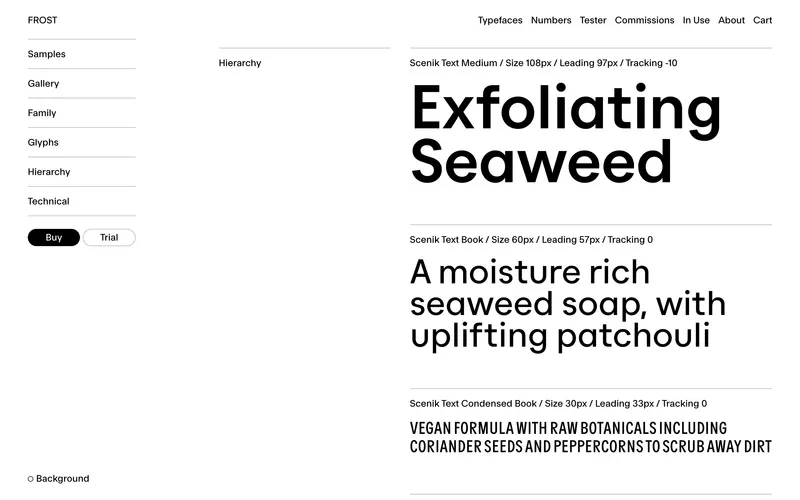 FROST
Typefaces Numbers Tester Commissions In Use About Cart
Samples
Gallery
Family
Glyphs
Hierarchy
Technical
Buy Trial
Background
Hierarchy
Scenik Text Medium / Size 108px / Leading 97px / Tracking -10
Exfoliating
Seaweed
Scenik Text Book / Size 60px / Leading 57px / Tracking 0
A moisture rich
seaweed soap, with
uplifting patchouli
Scenik Text Condensed Book / Size 30px / Leading 33px / Tracking 0
VEGAN FORMULA WITH RAW BOTANICALS INCLUDING
CORIANDER SEEDS AND PEPPERCORNS TO SCRUB AWAY DIRT